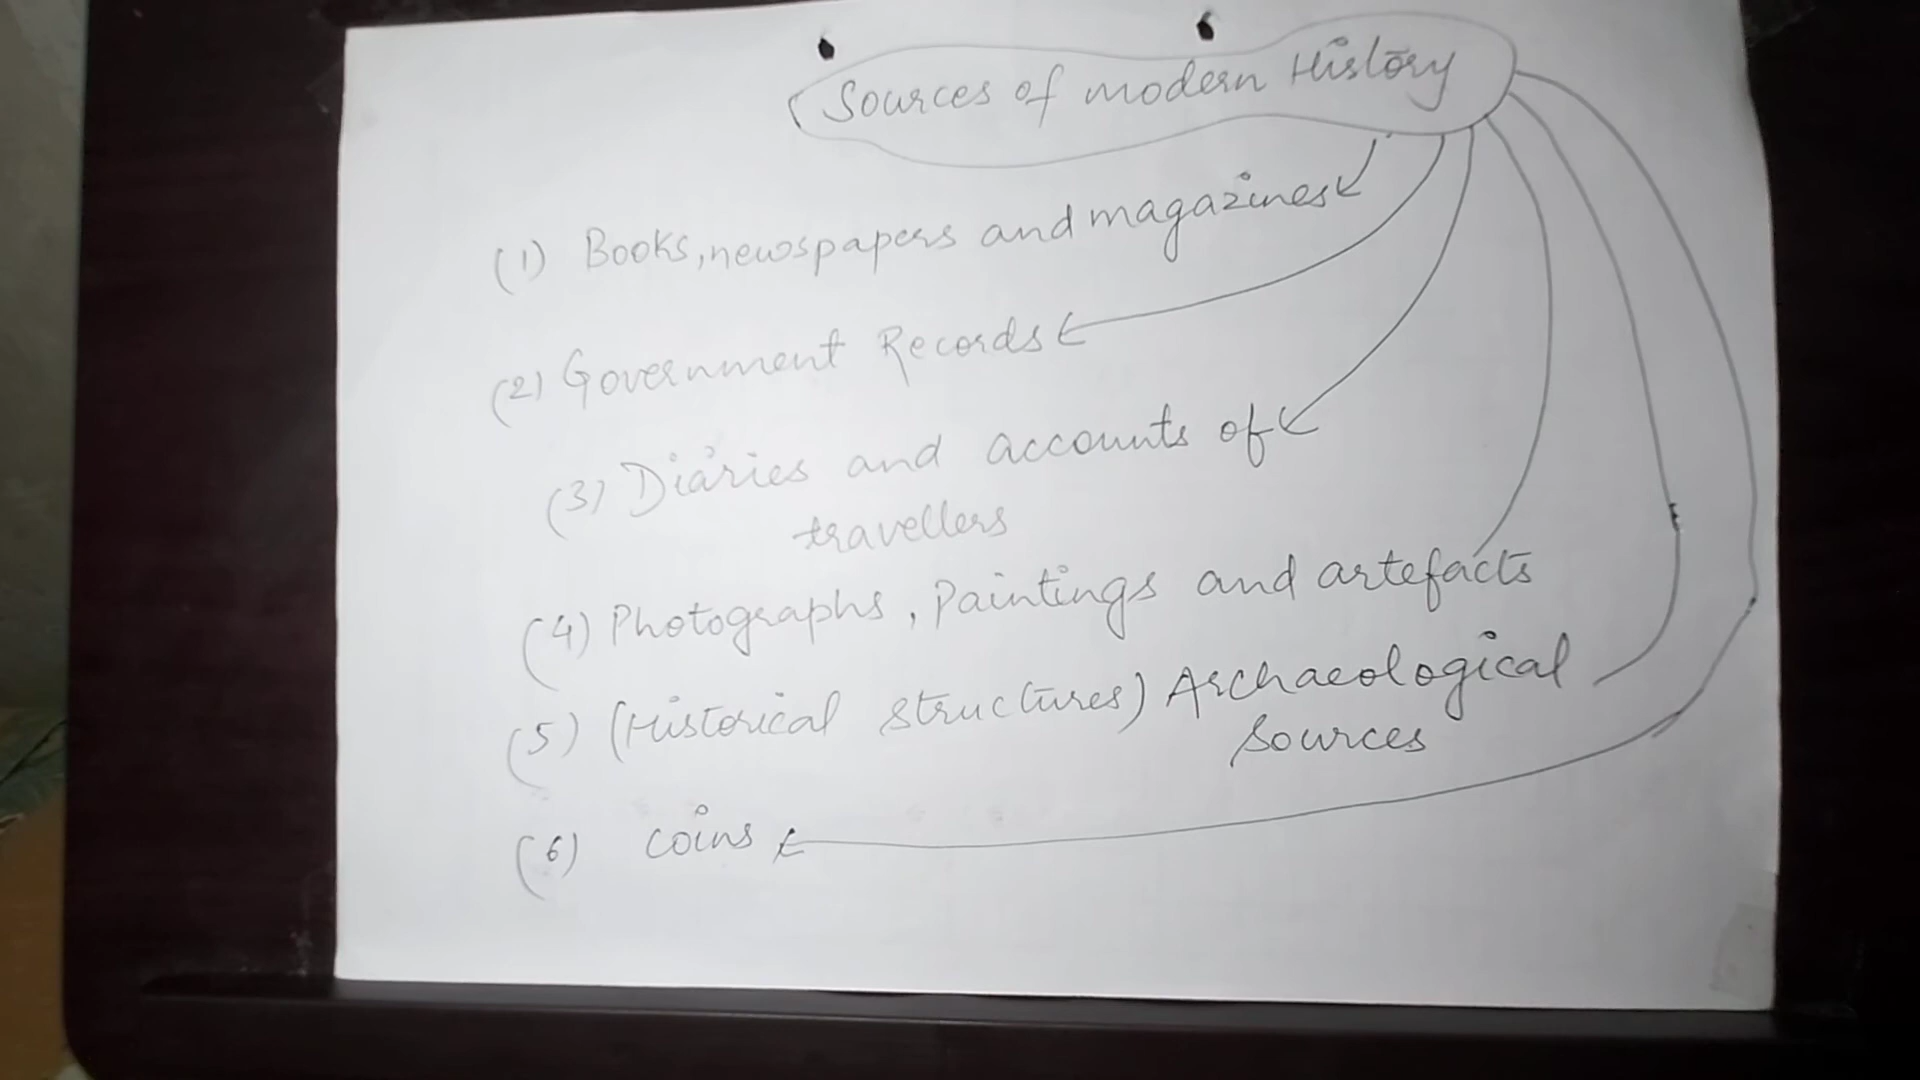 Sources of modern History
(1) Books, newspapers and magazines
(2) Government Records
(3) Diaries and accounts of
travellers
(4) Photographs, Paintings and artefacts
(5) (Historical structures) Archaeological
Sources
(6) coins